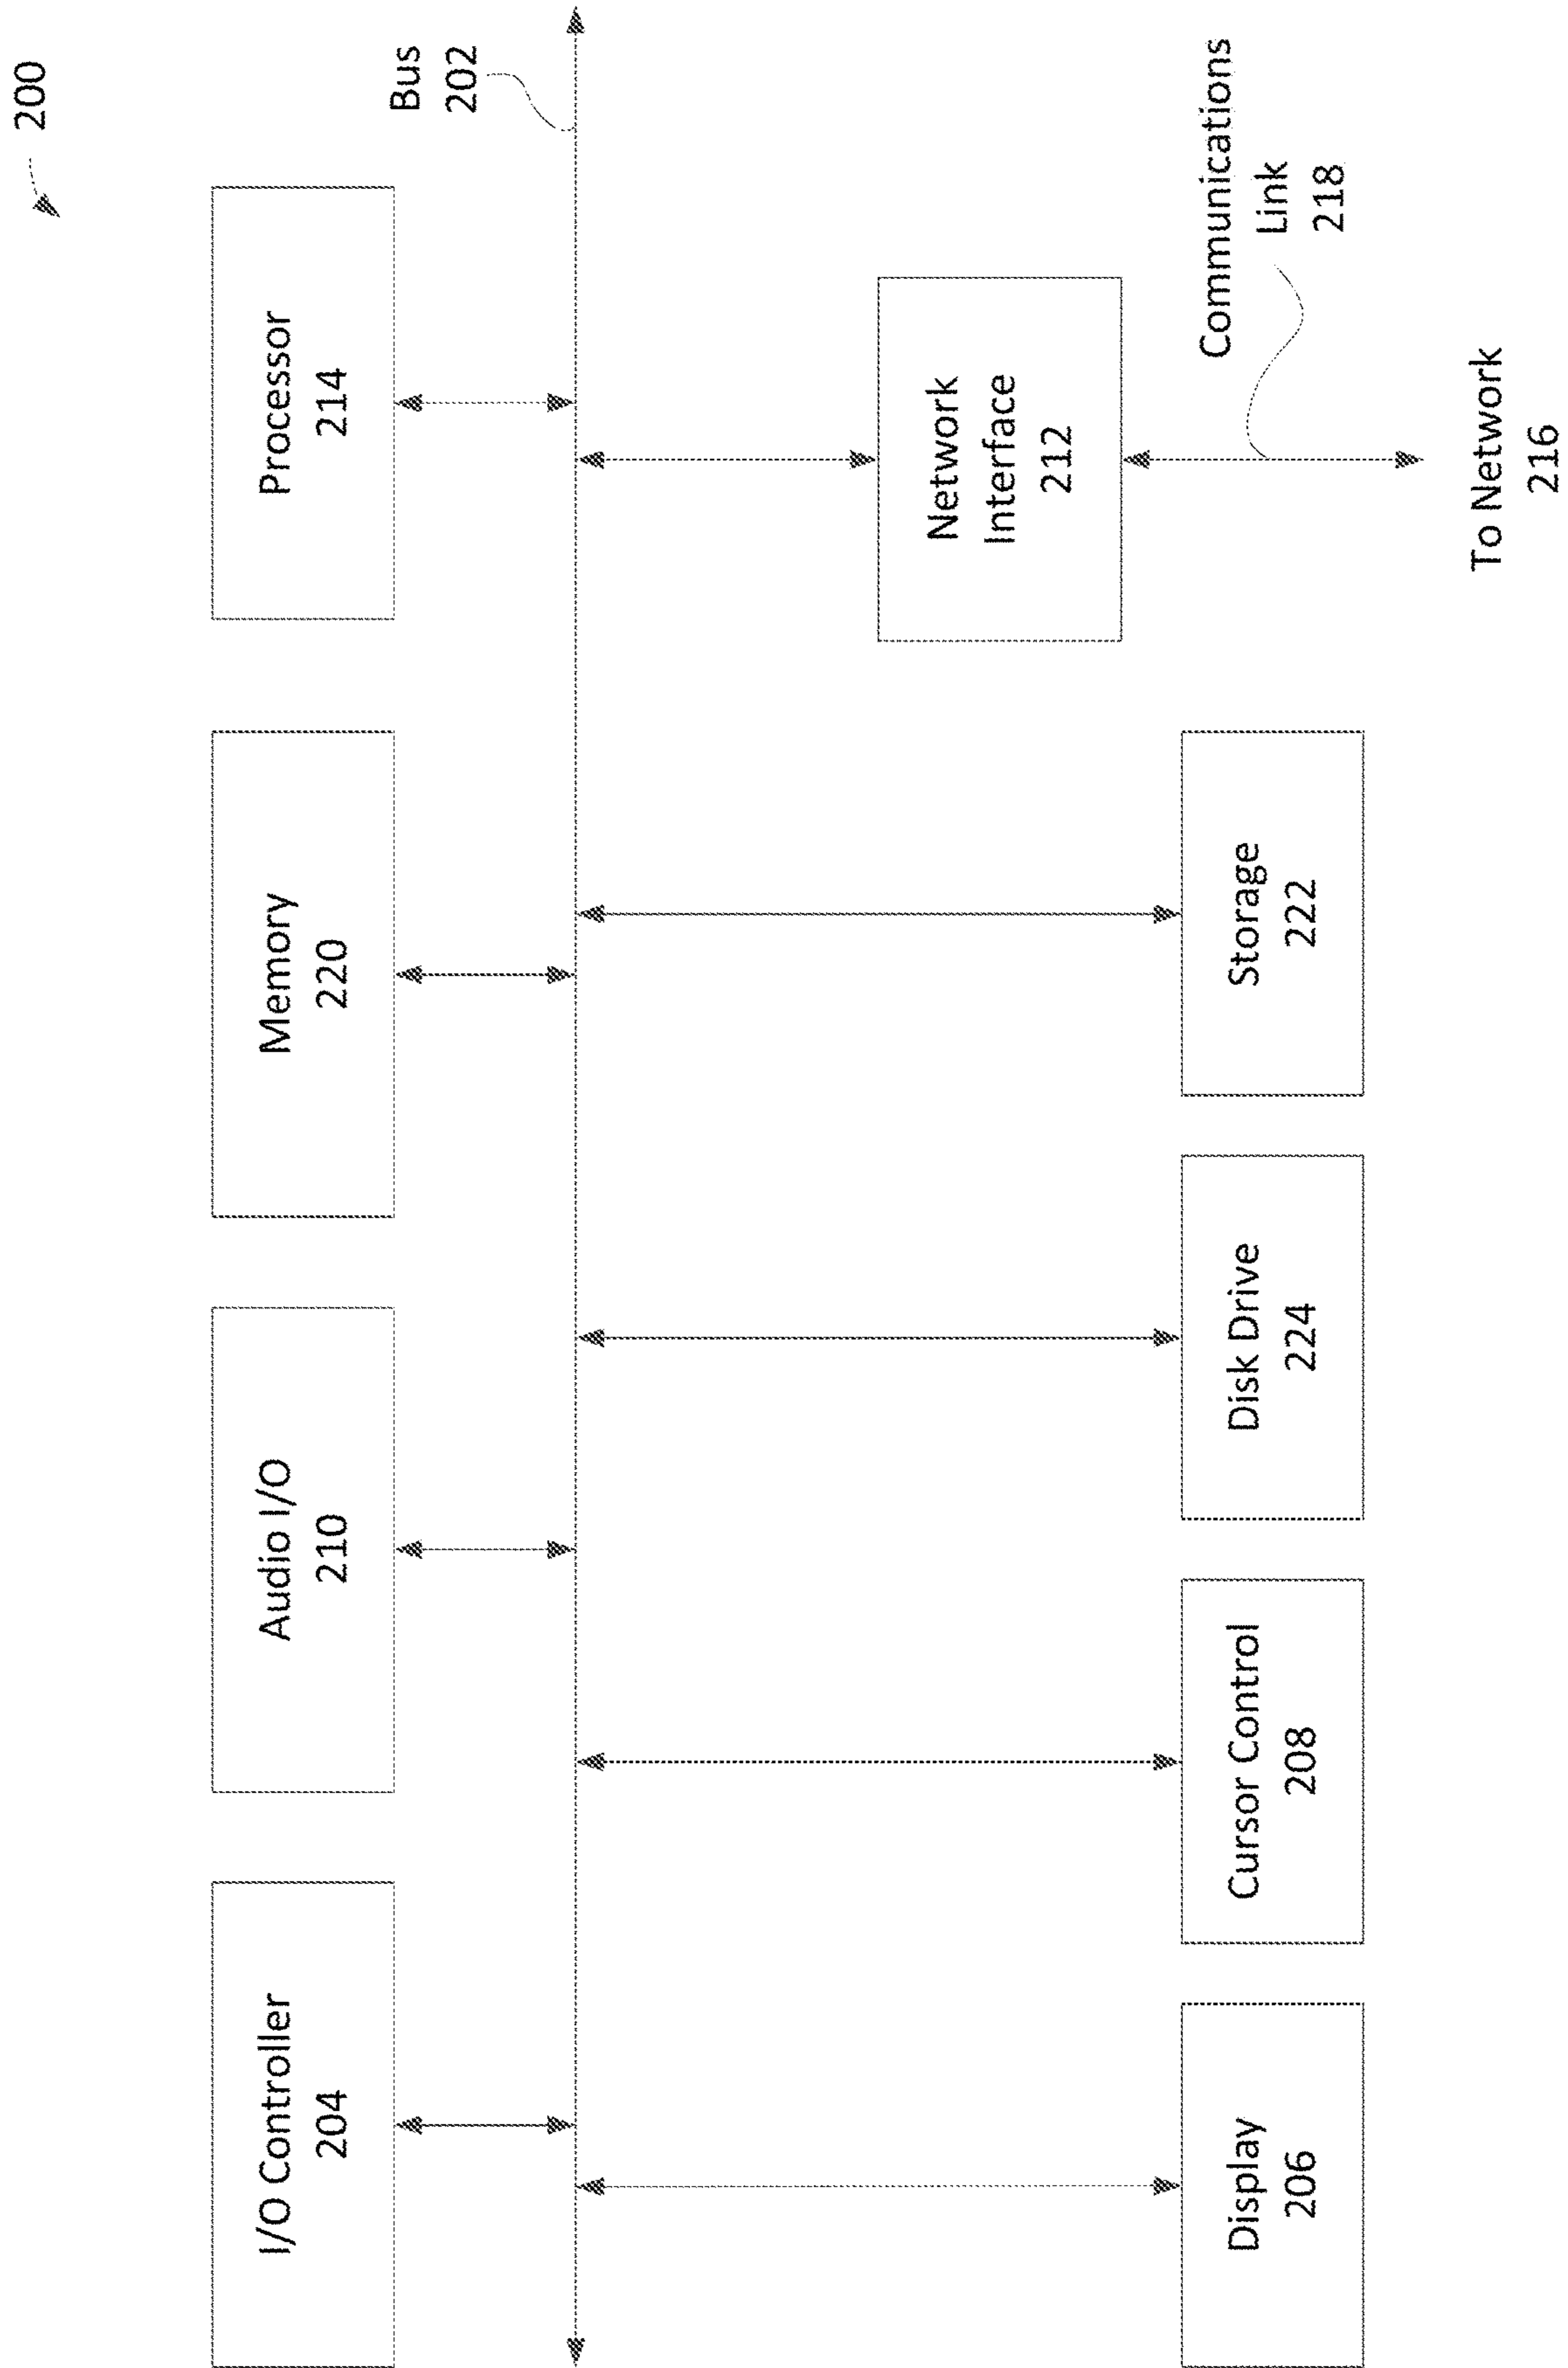 200
I/O Controller
204
Audio I/O
210
Memory
220
Processor
214
Bus
202
Network
Interface
212
Communications
Link
218
Display
206
Cursor Control
208
Disk Drive
224
Storage
222
To Network
216